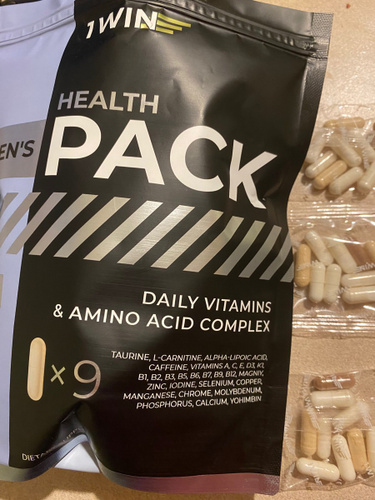 1WIN
HEALTH
EN'S
PACK
DAILY VITAMINS
& AMINO ACID COMPLEX
× 9
TAURINE, L-CARNITINE, ALPHA-LIPOIC ACID,
CAFFEINE, VITAMINS A, C, E, D3, K1,
B1, B2, B3, B5, B6, B7, B9, B12, MAGNIY,
ZINC, IODINE, SELENIUM, COPPER,
MANGANESE, CHROME, MOLYBDENUM,
PHOSPHORUS, CALCIUM, YOHIMBIN